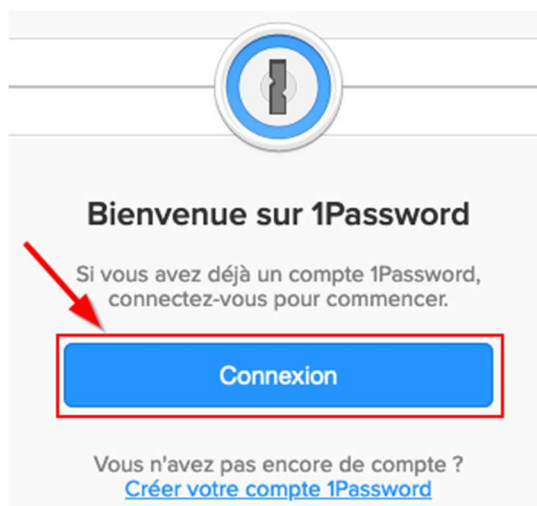 Bienvenue sur 1Password
Si vous avez déjà un compte 1Password,
connectez-vous pour commencer.
Connexion
Vous n'avez pas encore de compte ?
Créer votre compte 1Password